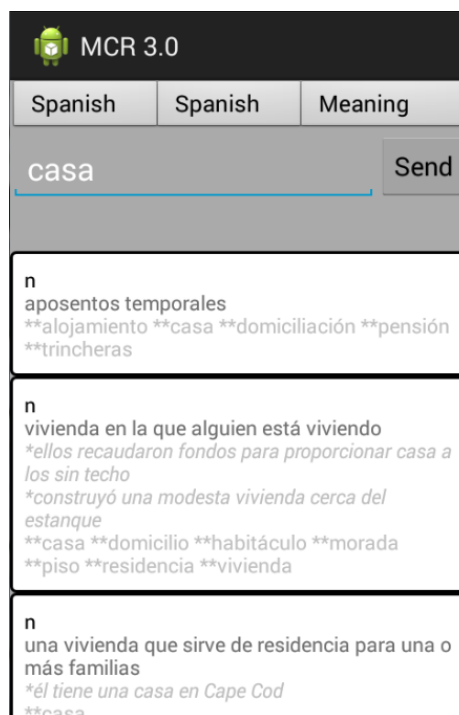 MCR 3.0
Spanish Spanish Meaning
casa Send
n
aposentos temporales
**alojamiento **casa **domiciliación **pensión
**trincheras
n
vivienda en la que alguien está viviendo
*ellos recaudaron fondos para proporcionar casa a
los sin techo
*construyó una modesta vivienda cerca del
estanque
**casa **domicilio **habitáculo **morada
**piso **residencia **vivienda
n
una vivienda que sirve de residencia para una o
más familias
*él tiene una casa en Cape Cod
**casa